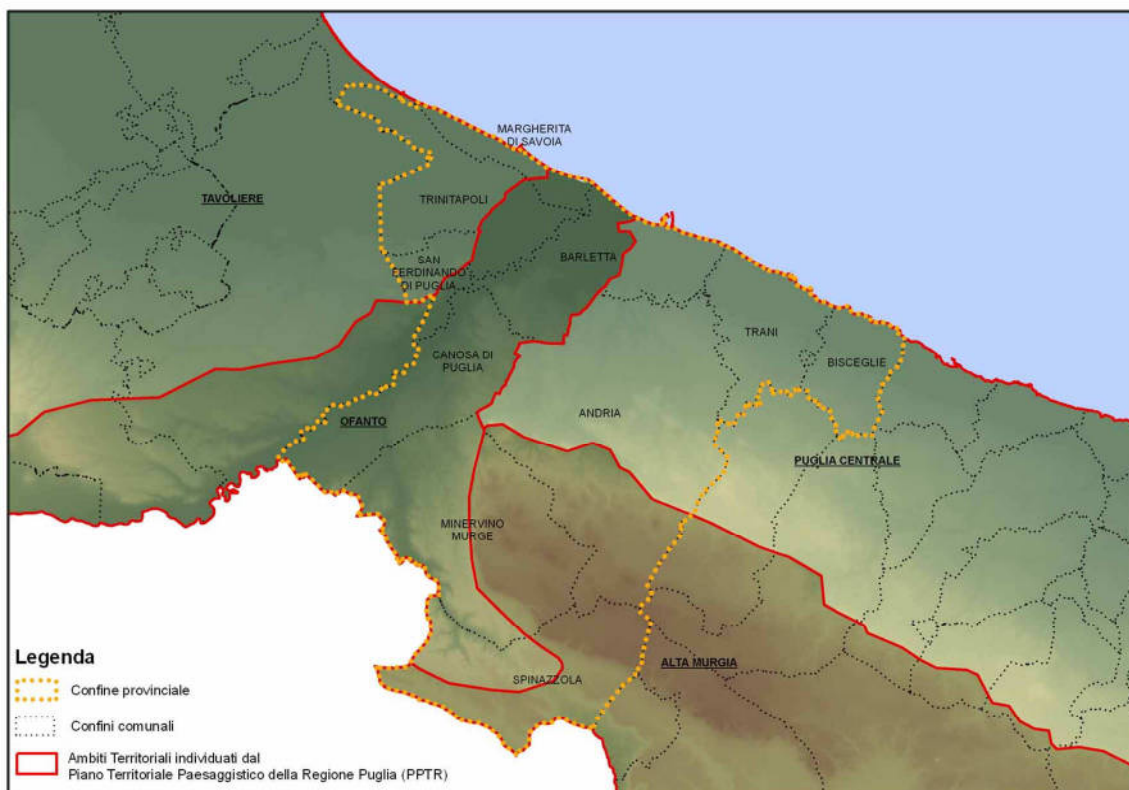 MARGHERITA
DI SAVOIA
TAVOLIERE
TRINITAPOLI
SAN
FERDINANDO
DI PUGLIA
BARLETTA
TRANI
BISCEGLIE
CANOSA DI
PUGLIA
OFANTO
ANDRIA
PUGLIA CENTRALE
MINERVINO
MURGE
ALTA MURGIA
SPINAZZOLA
Legenda
Confine provinciale
Confini comunali
Ambiti Territoriali individuati dal
Piano Territoriale Paesaggistico della Regione Puglia (PPTR)